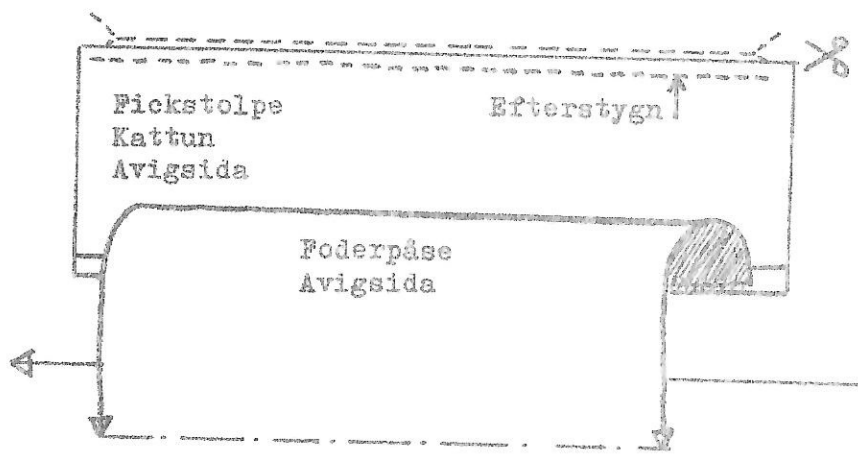 Fickstolpe
Kattun
Avigsida
Efterstygn
Foderpåse
Avigsida